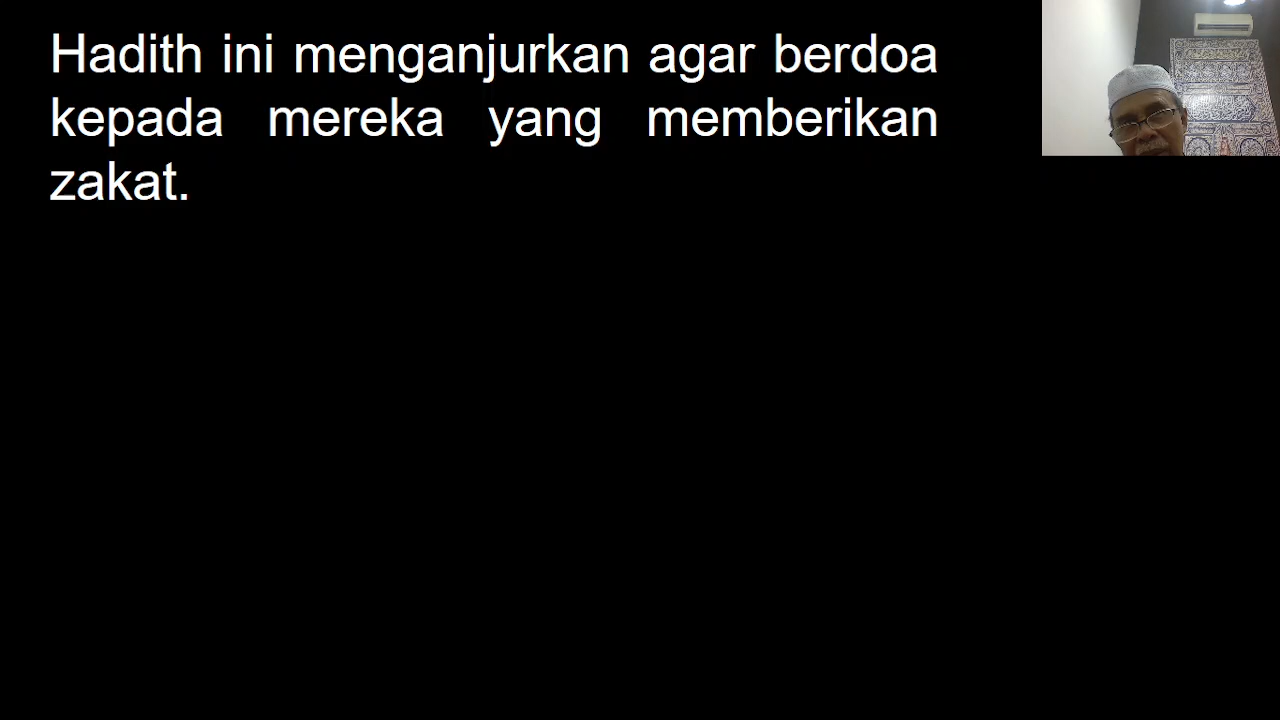 Hadith ini menganjurkan agar berdoa
kepada mereka yang memberikan
zakat.